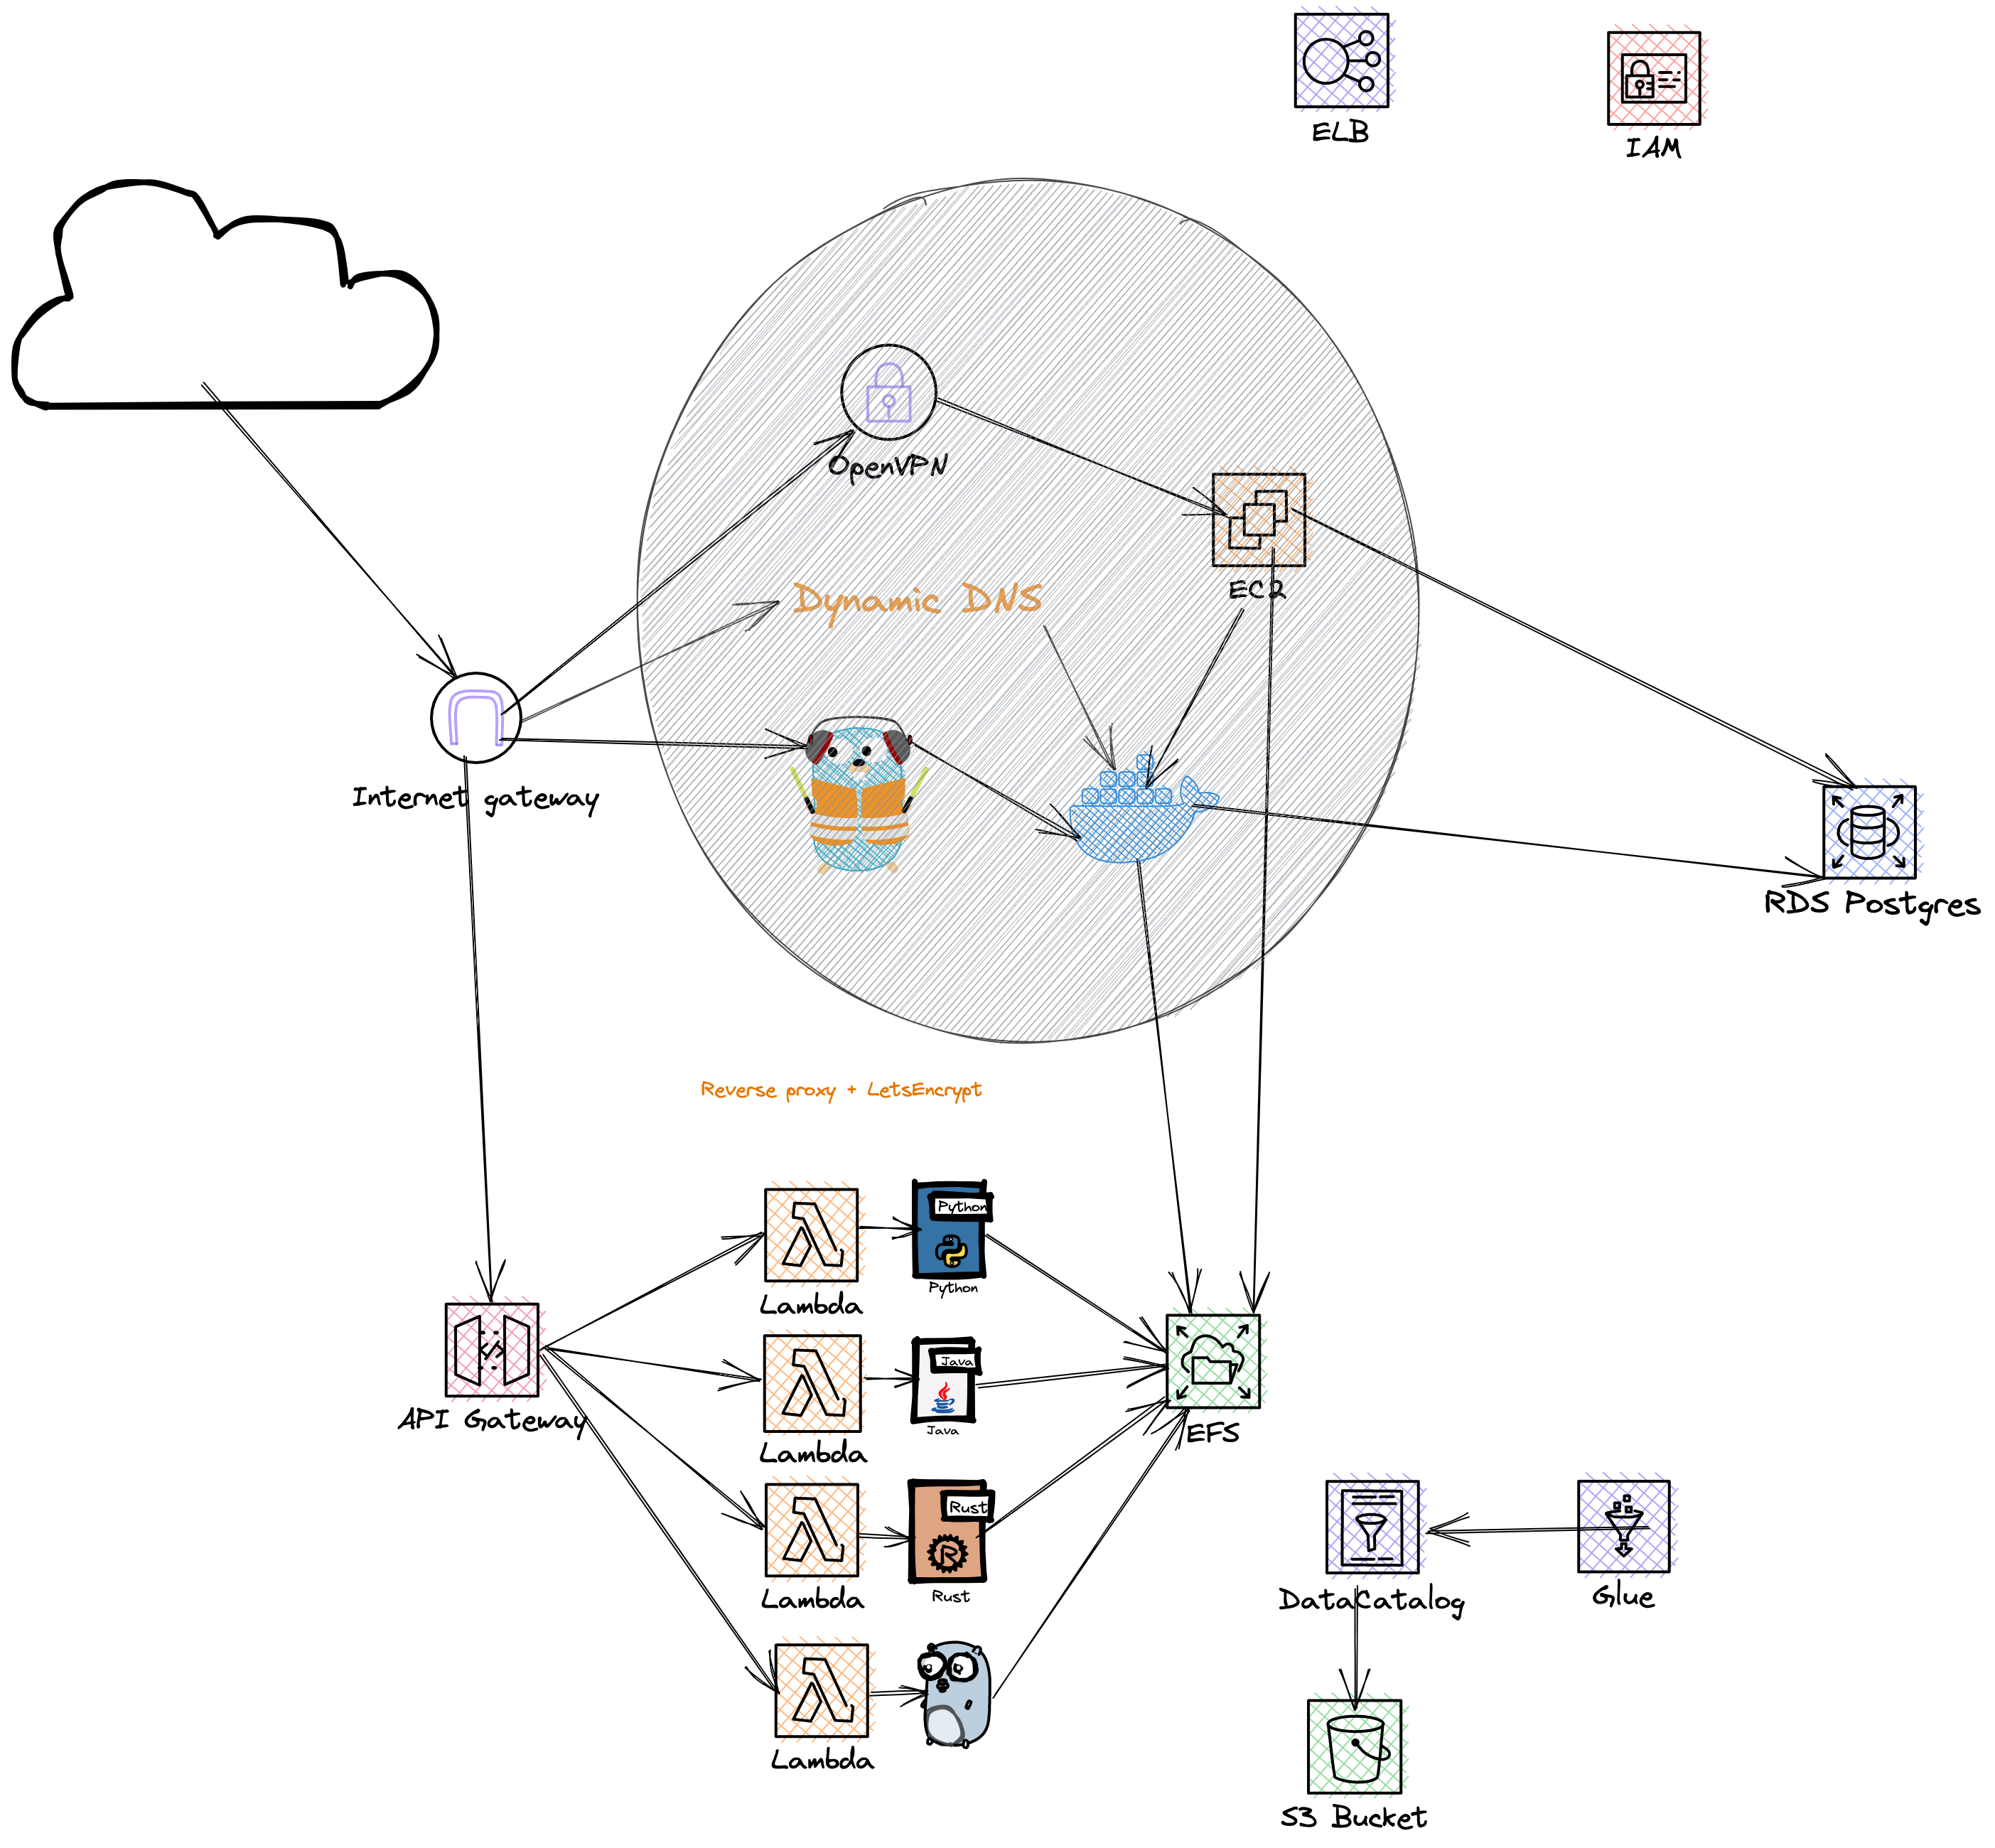 ELB
IAM
OpenVPN
EC2
Dynamic DNS
Internet gateway
RDS Postgres
Reverse proxy + LetsEncrypt
Python
Python
Lambda
Java
Java
API Gateway
EFS
Lambda
Rust
Rust
Lambda
DataCatalog
Glue
Lambda
S3 Bucket